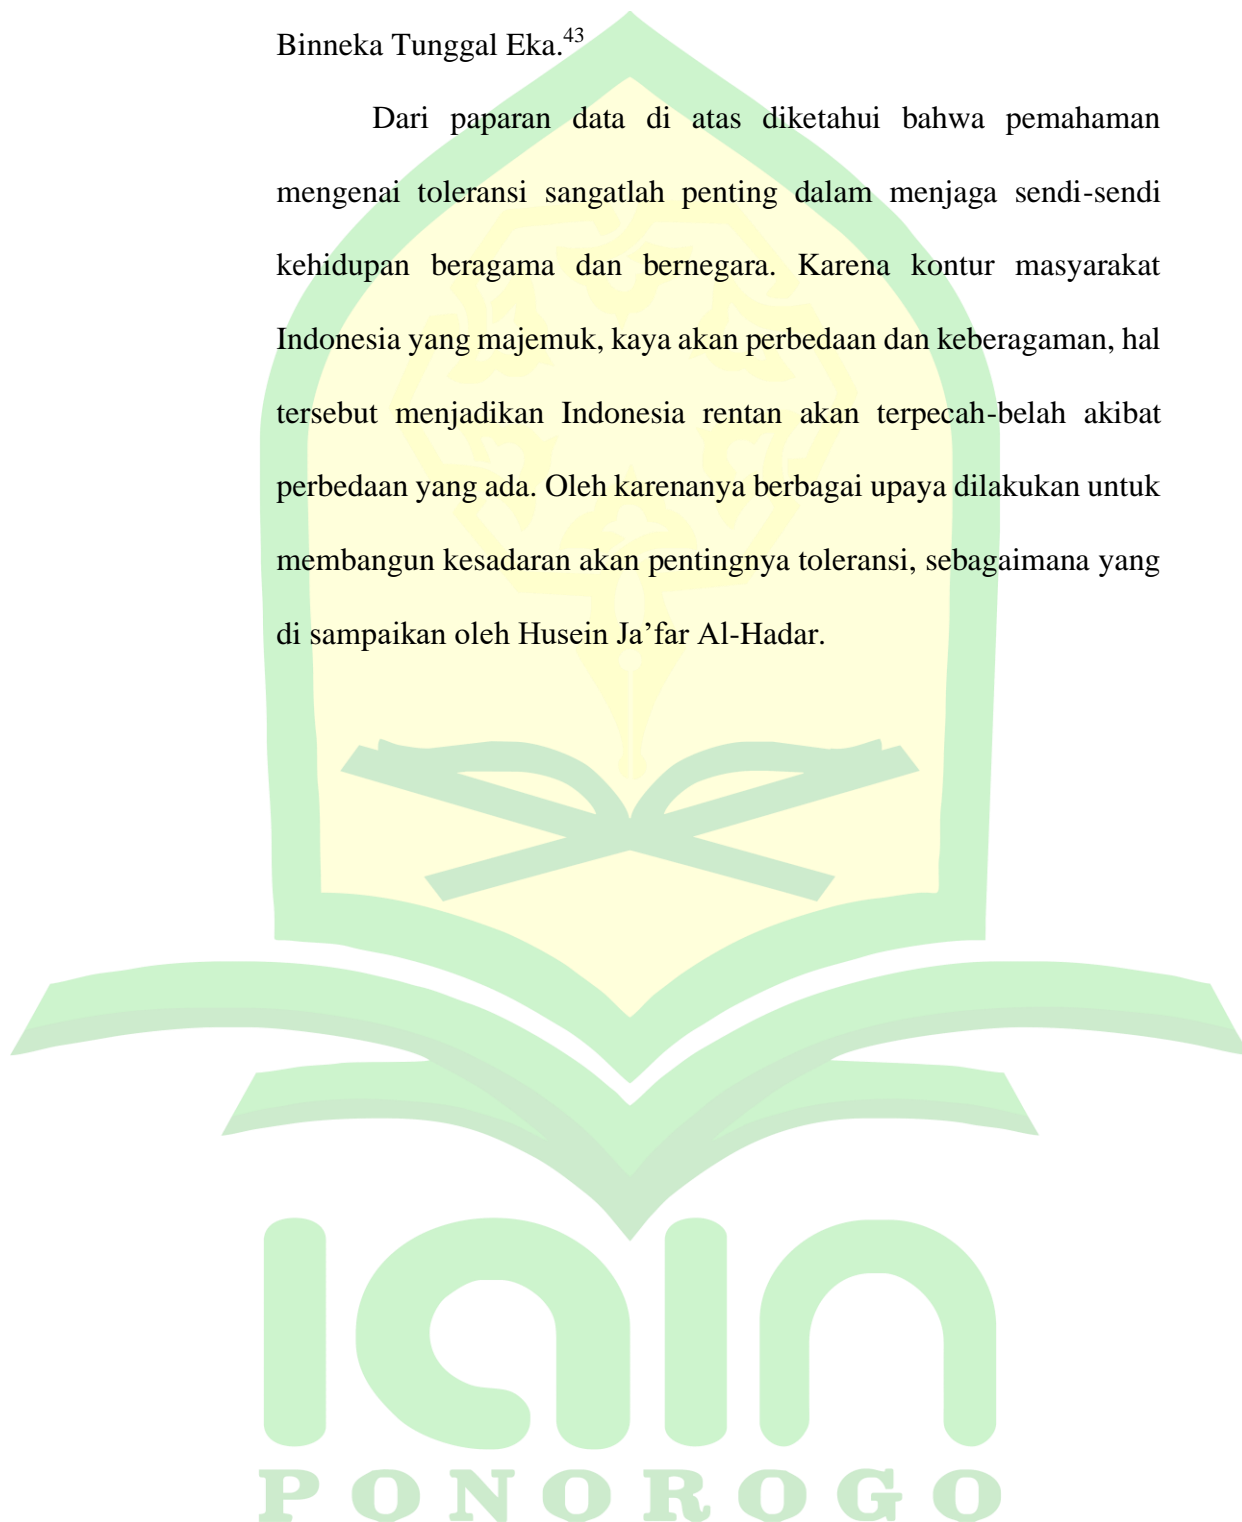 Binneka Tunggal Eka.43
Dari paparan data di atas diketahui bahwa pemahaman
mengenai toleransi sangatlah penting dalam menjaga sendi-sendi
kehidupan beragama dan bernegara. Karena kontur masyarakat
Indonesia yang majemuk, kaya akan perbedaan dan keberagaman, hal
tersebut menjadikan Indonesia rentan akan terpecah-belah akibat
perbedaan yang ada. Oleh karenanya berbagai upaya dilakukan untuk
membangun kesadaran akan pentingnya toleransi, sebagaimana yang
di sampaikan oleh Husein Ja’far Al-Hadar.
iain
PONOROGO